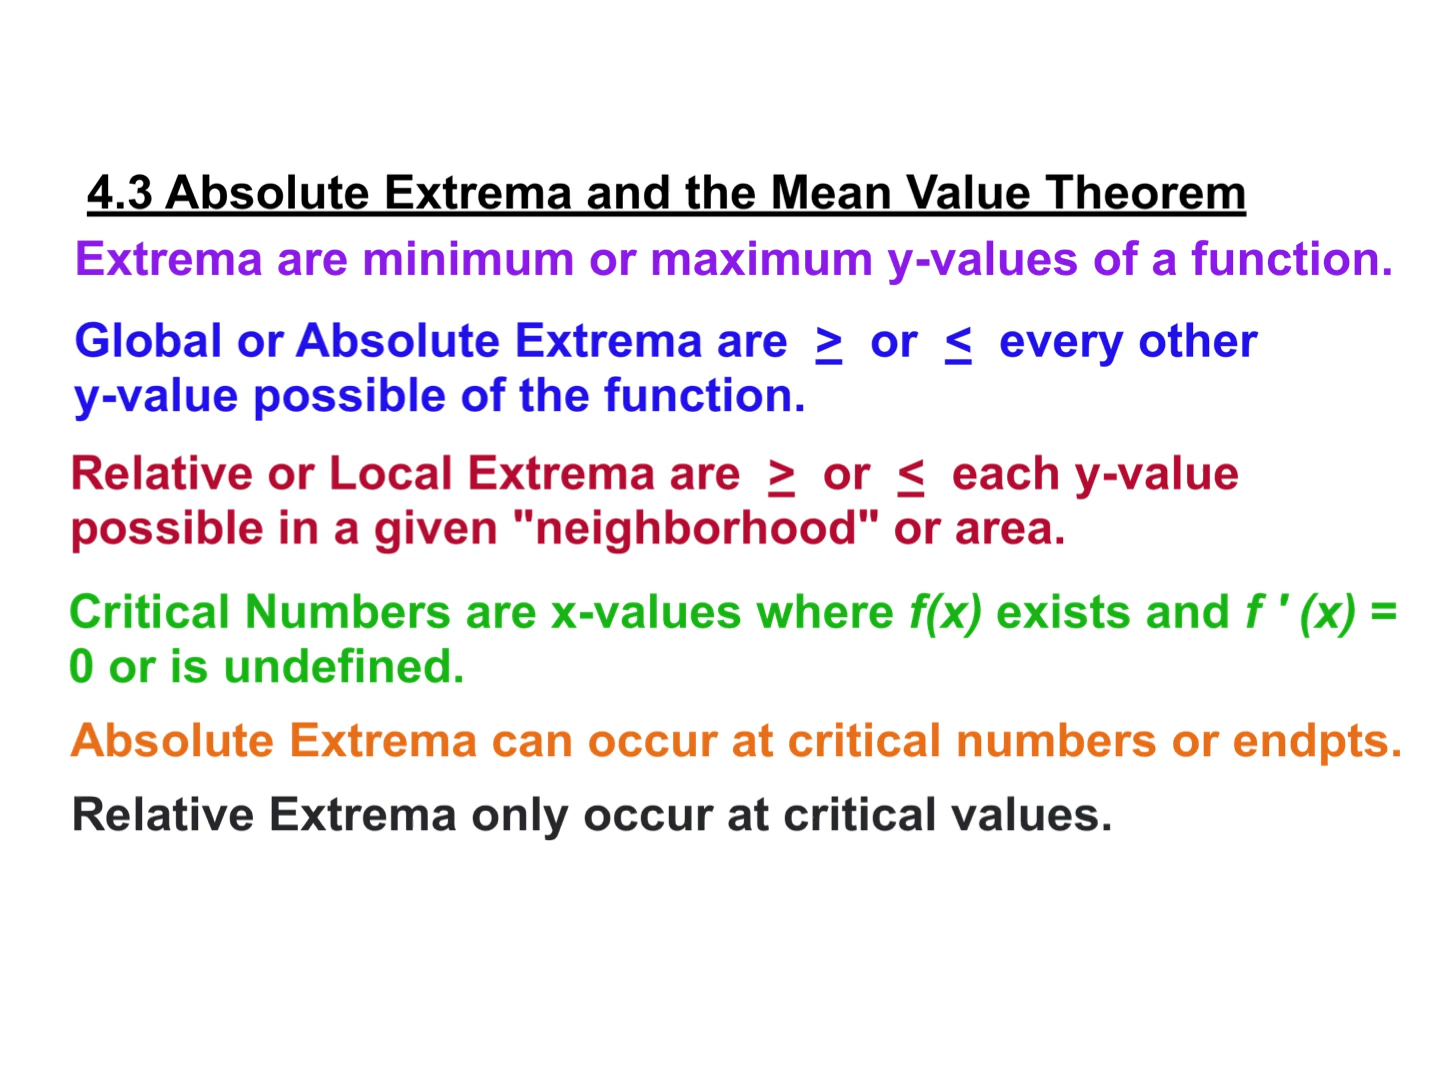 4.3 Absolute Extrema and the Mean Value Theorem
Extrema are minimum or maximum y-values of a function.
Global or Absolute Extrema are ≥ or ≤ every other
y-value possible of the function.
Relative or Local Extrema are ≥ or ≤ each y-value
possible in a given "neighborhood" or area.
Critical Numbers are x-values where f(x) exists and f ' (x) =
0 or is undefined.
Absolute Extrema can occur at critical numbers or endpts.
Relative Extrema only occur at critical values.